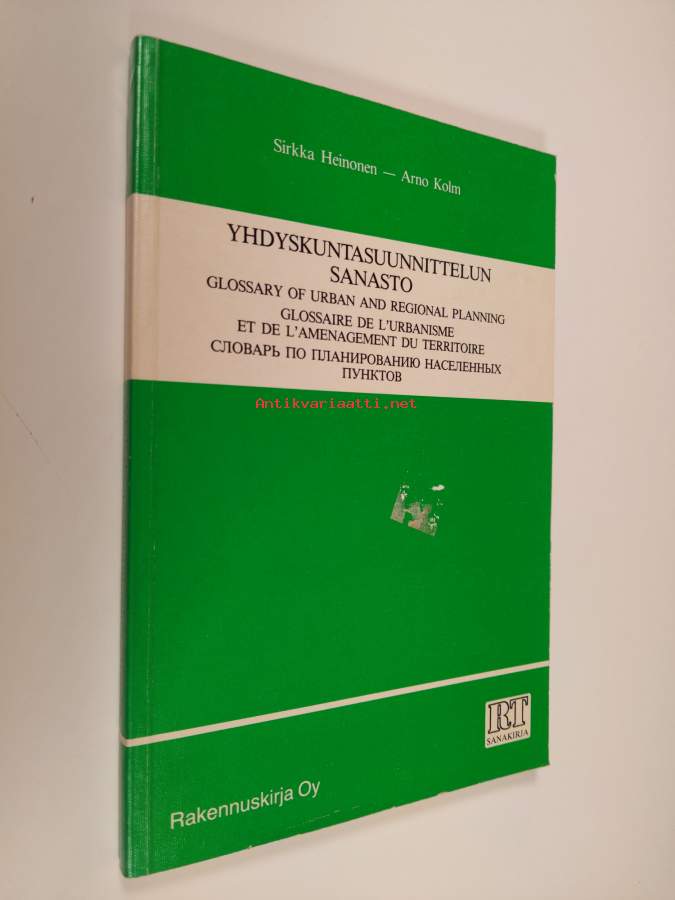 Sirkka Heinonen — Arno Kolm
YHDYSKUNTASUUNNITTELUN
SANASTO
GLOSSARY OF URBAN AND REGIONAL PLANNING
GLOSSAIRE DE L'URBANISME
ET DE L'AMENAGEMENT DU TERRITOIRE
СЛОВАРЬ ПО ПЛАНИРОВАНИЮ НАСЕЛЕННЫХ
ПУНКТОВ
Antikvariaatti.net
RT
SANAKIRJA
Rakennuskirja Oy